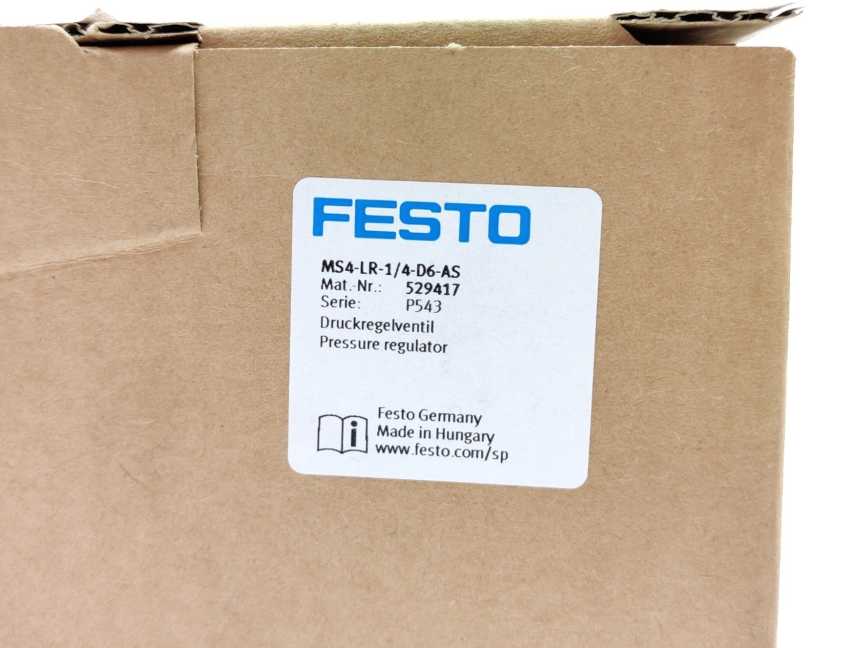 FESTO
MS4-LR-1/4-D6-AS
Mat.-Nr.: 529417
Serie: P543
Druckregelventil
Pressure regulator
Festo Germany
Made in Hungary
www.festo.com/sp